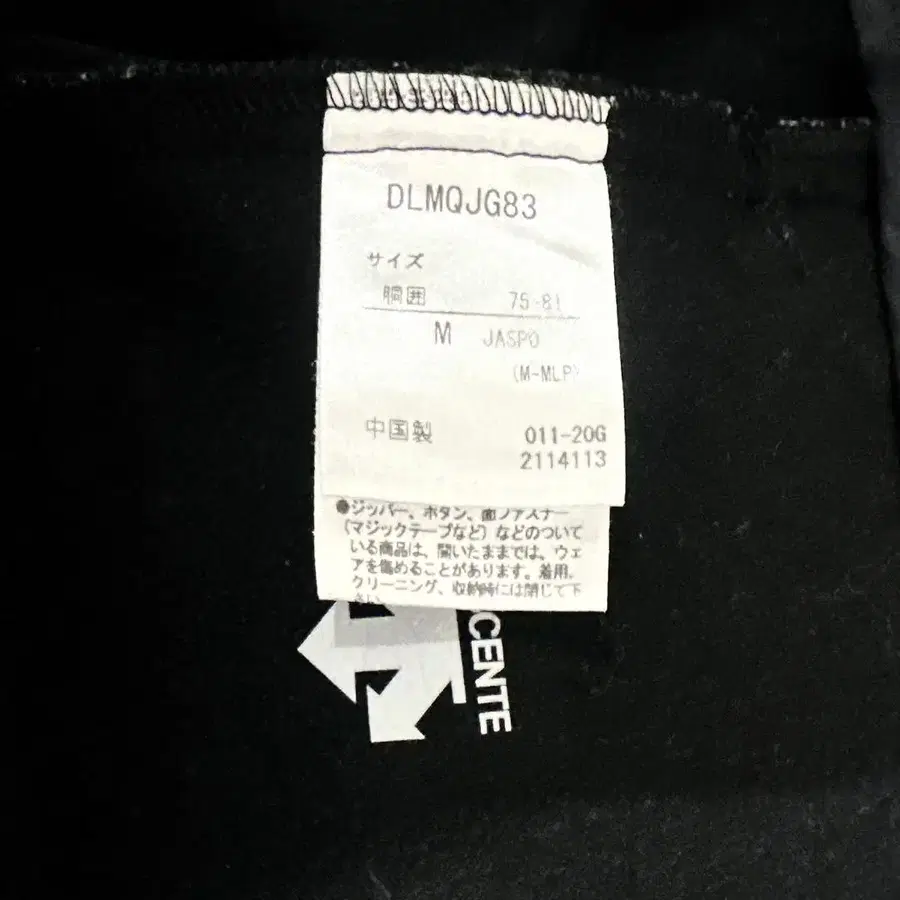 DLMQJG83
サイズ
胴囲 75-81
M JASPO
(M-MLP)
中国製 011-20G
2114113
●ジッパー、ボタン、面ファスナー
(マジックテープなど)などのついて
いる商品は、開いたままでは、ウェ
アを傷めることがあります。着用、
クリーニング、収納時には閉じて下
さい。
CENTE